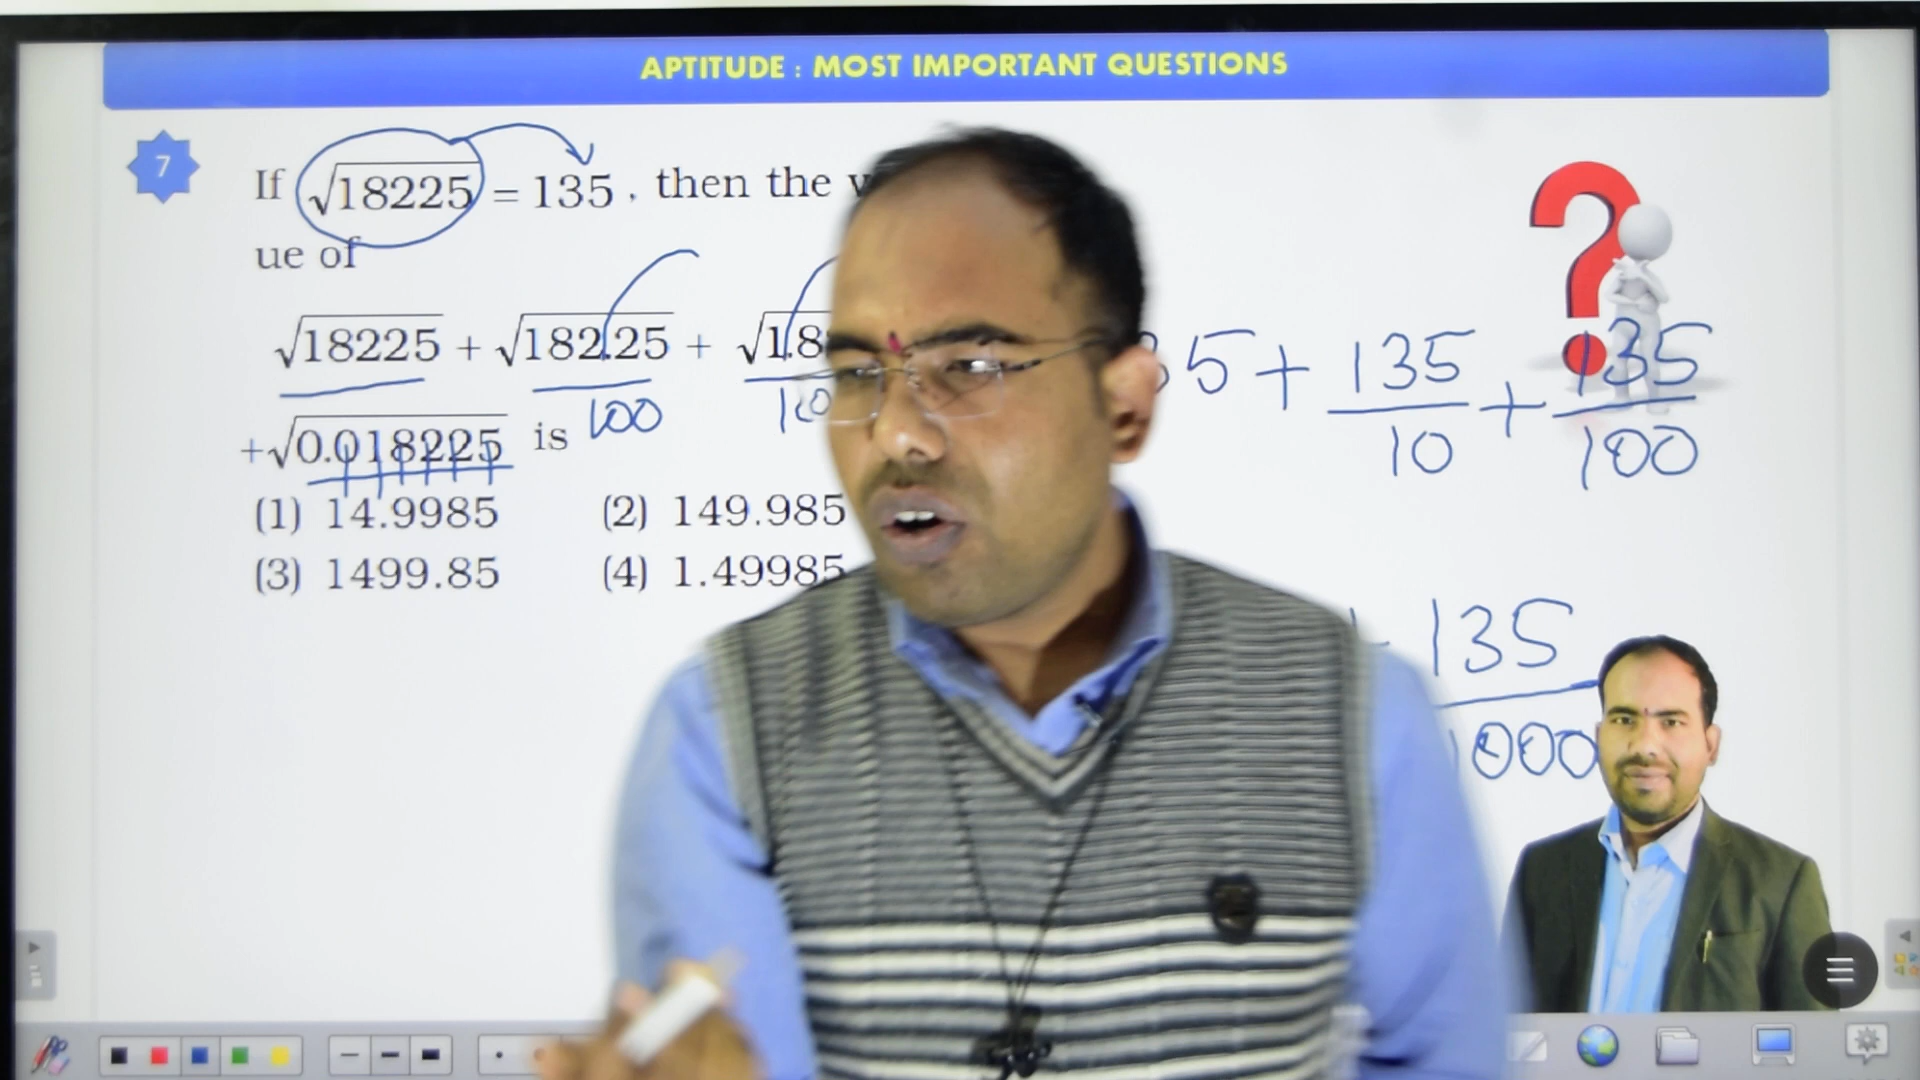 APTITUDE : MOST IMPORTANT QUESTIONS
7
If √18225 = 135 , then the
ue of
√18225 + √182.25 + √1.8
100
10
+√0.018225 is
(1) 14.9985 (2) 149.985
(3) 1499.85 (4) 1.49985
35 + 135/10 + 135/100
135
1000